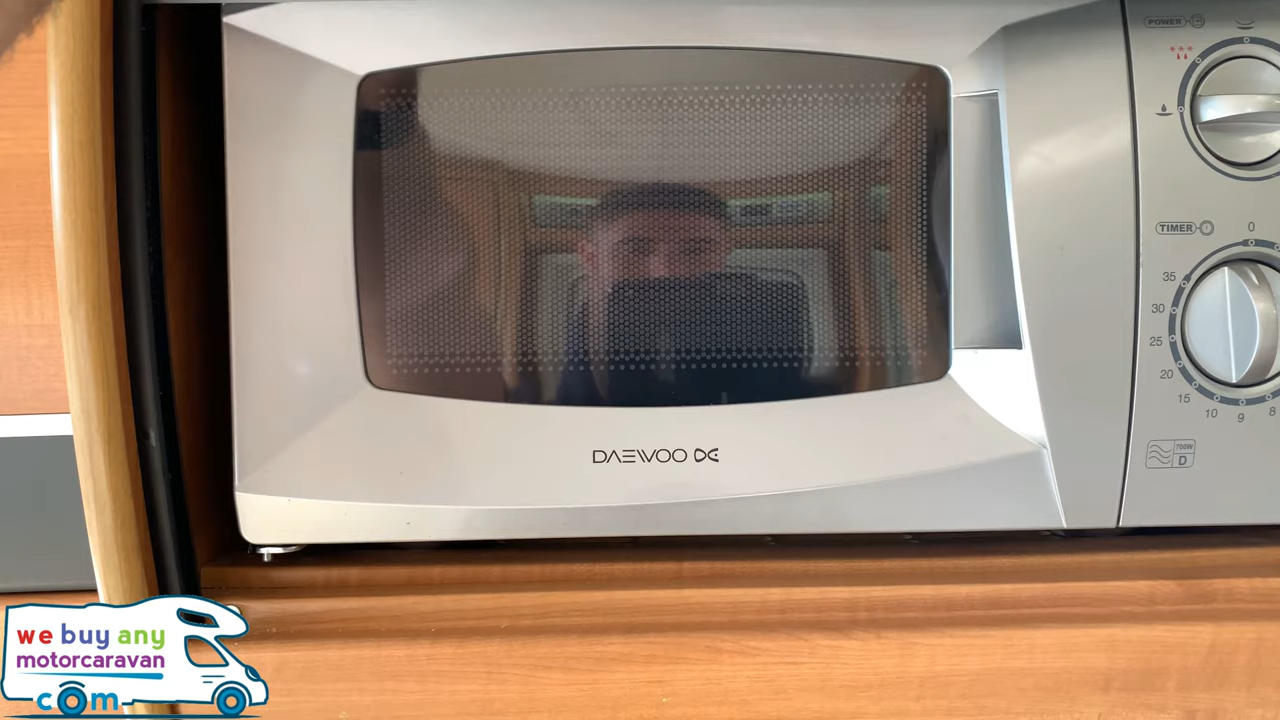 POWER
TIMER
0
35
30
25
20
15
10
9
8
700W
D
DAEWOO
we buy any
motorcaravan
com